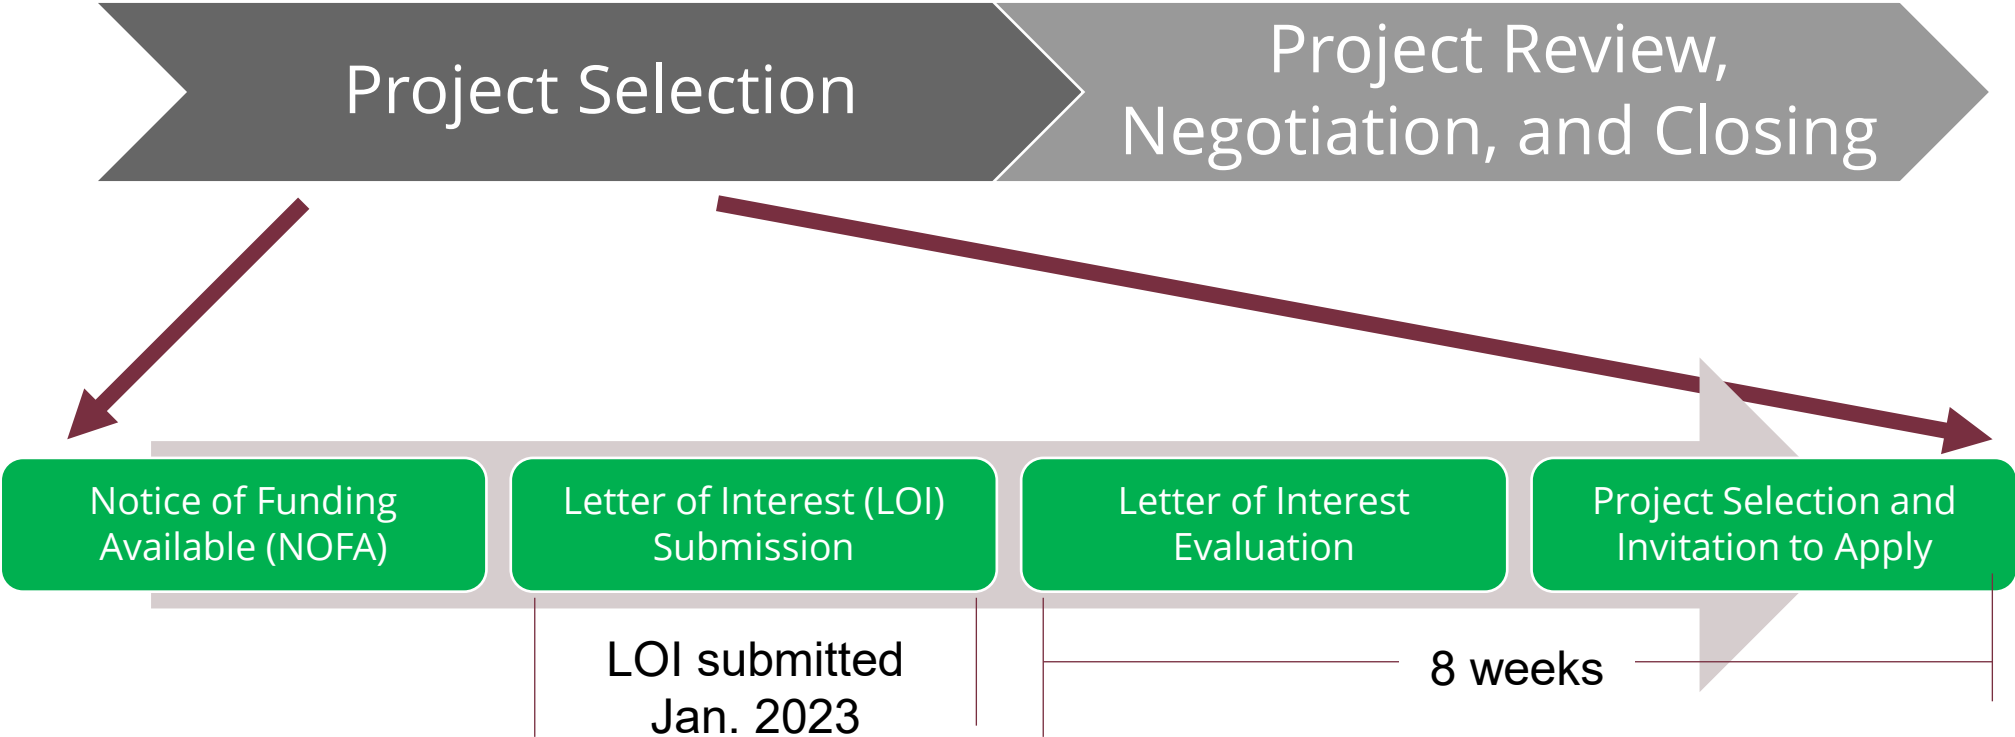 Project Selection
Project Review,
Negotiation, and Closing
Notice of Funding
Available (NOFA)
Letter of Interest (LOI)
Submission
Letter of Interest
Evaluation
Project Selection and
Invitation to Apply
LOI submitted
Jan. 2023
8 weeks